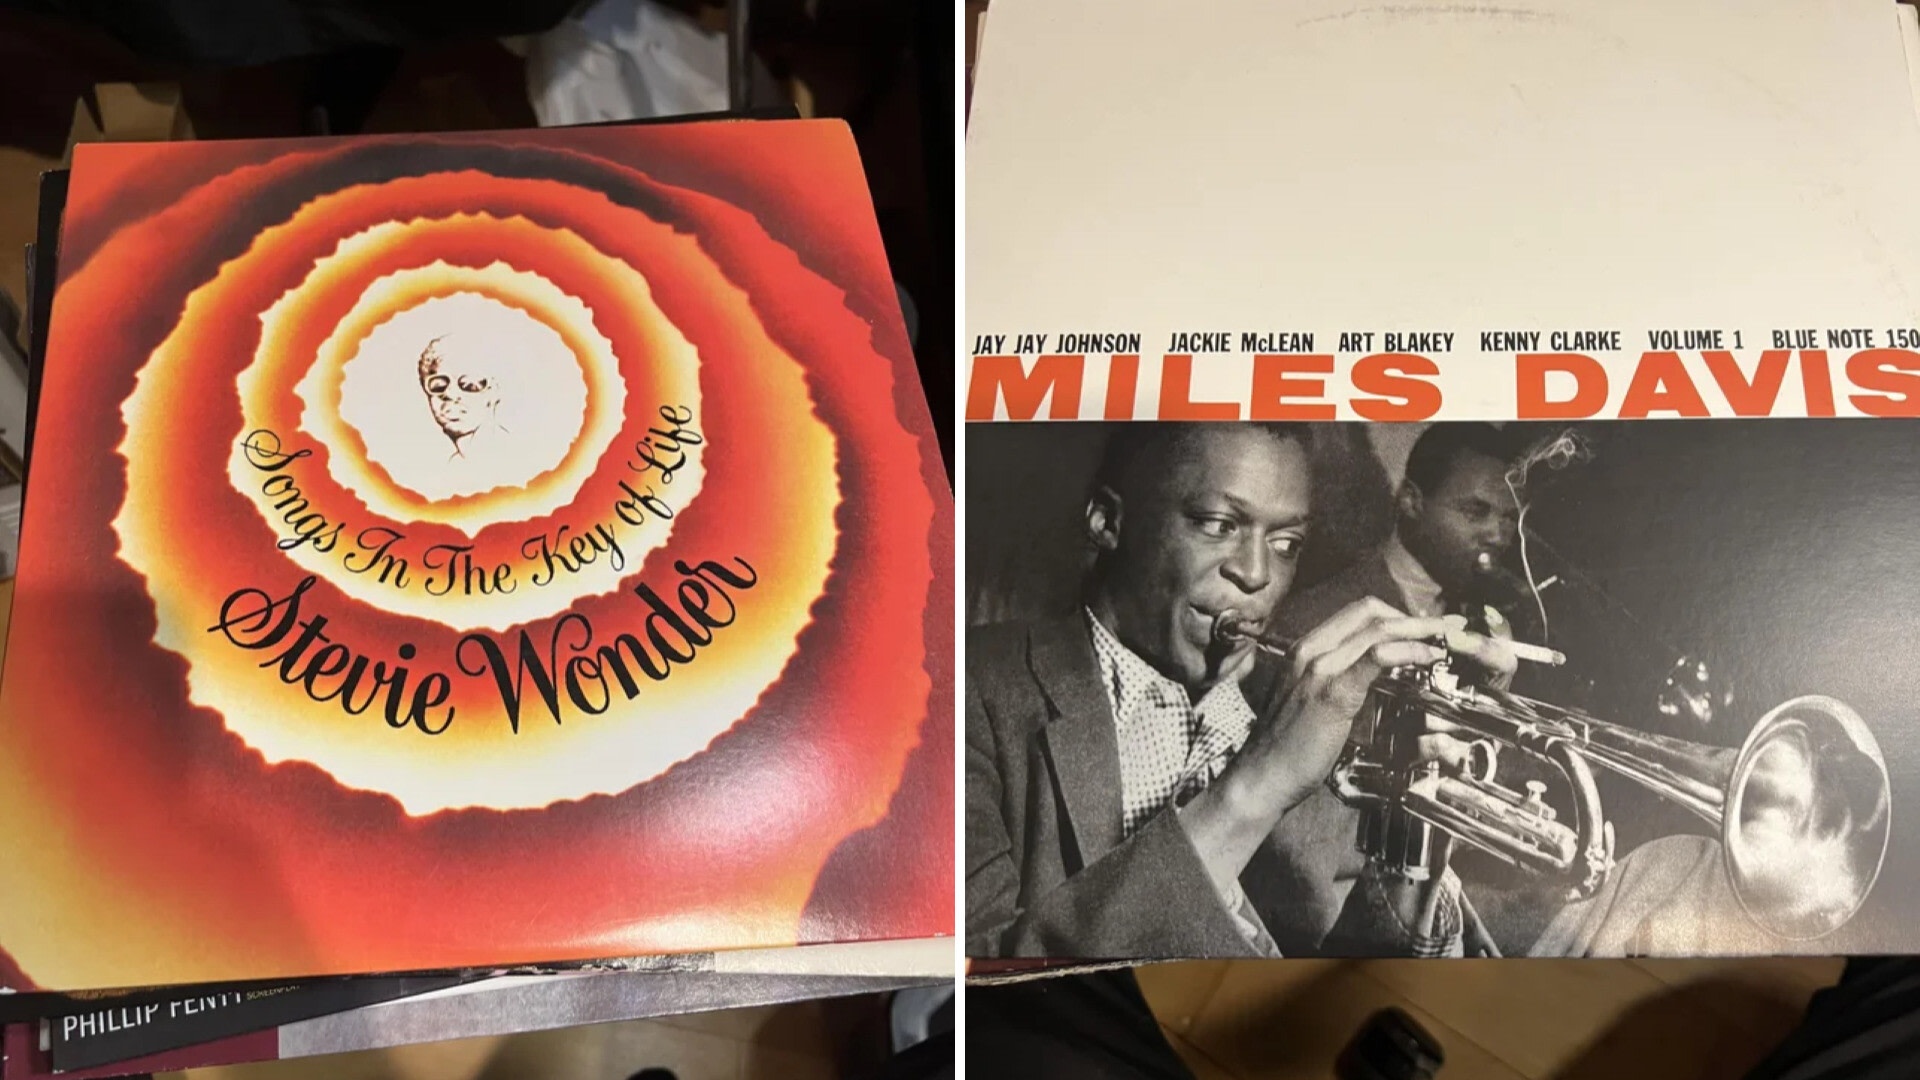 Songs In The Key of Life
Stevie Wonder
PHILLIP
JAY JAY JOHNSON JACKIE McLEAN ART BLAKEY KENNY CLARKE VOLUME 1 BLUE NOTE 150
MILES DAVIS